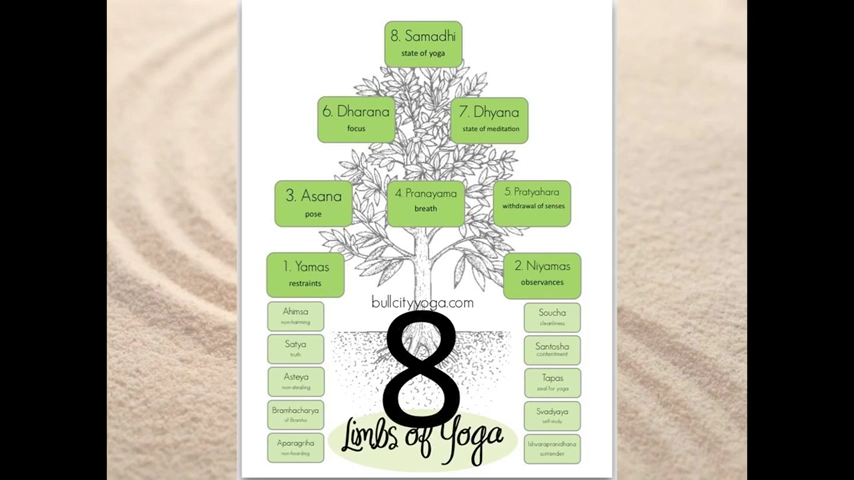 8. Samadhi
state of yoga
6. Dharana
focus
7. Dhyana
state of meditation
3. Asana
pose
4. Pranayama
breath
5. Pratyahara
withdrawal of senses
1. Yamas
restraints
2. Niyamas
observances
bullcityyoga.com
Ahimsa
non-harming
Satya
truth
Asteya
non-stealing
Bramhacharya
of Bramha
Aparagriha
non-hoarding
Soucha
cleanliness
Santosha
contentment
Tapas
zeal for yoga
Svadyaya
self-study
Ishvarapranidhana
surrender
8
Limbs of Yoga